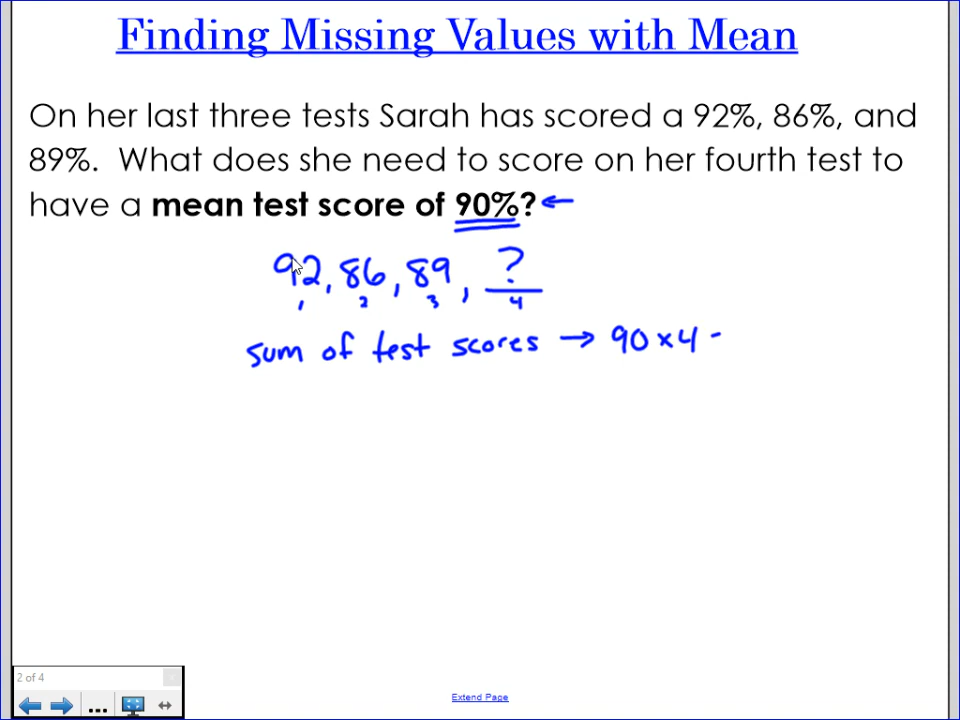 Finding Missing Values with Mean
On her last three tests Sarah has scored a 92%, 86%, and
89%. What does she need to score on her fourth test to
have a mean test score of 90%? ←
92, 86, 89, ?
1 2 3 4
sum of test scores → 90 x 4 -
2 of 4
x
...
Extend Page